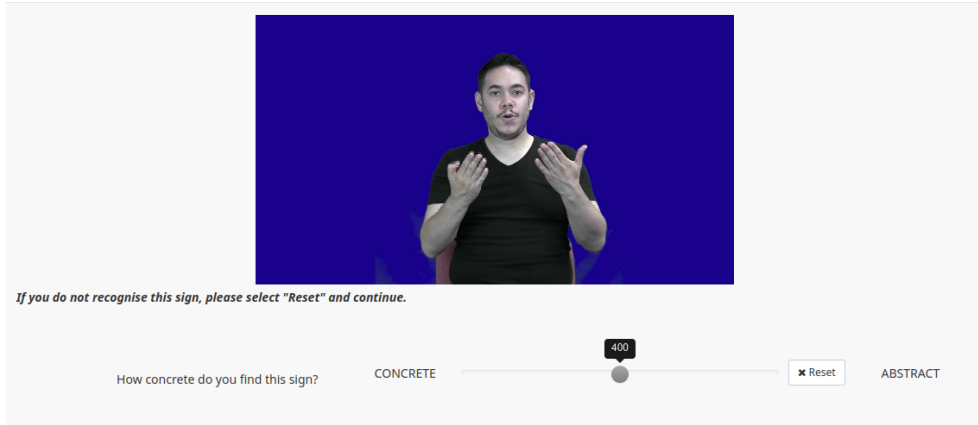 If you do not recognise this sign, please select "Reset" and continue.
400
How concrete do you find this sign? CONCRETE ✖ Reset ABSTRACT